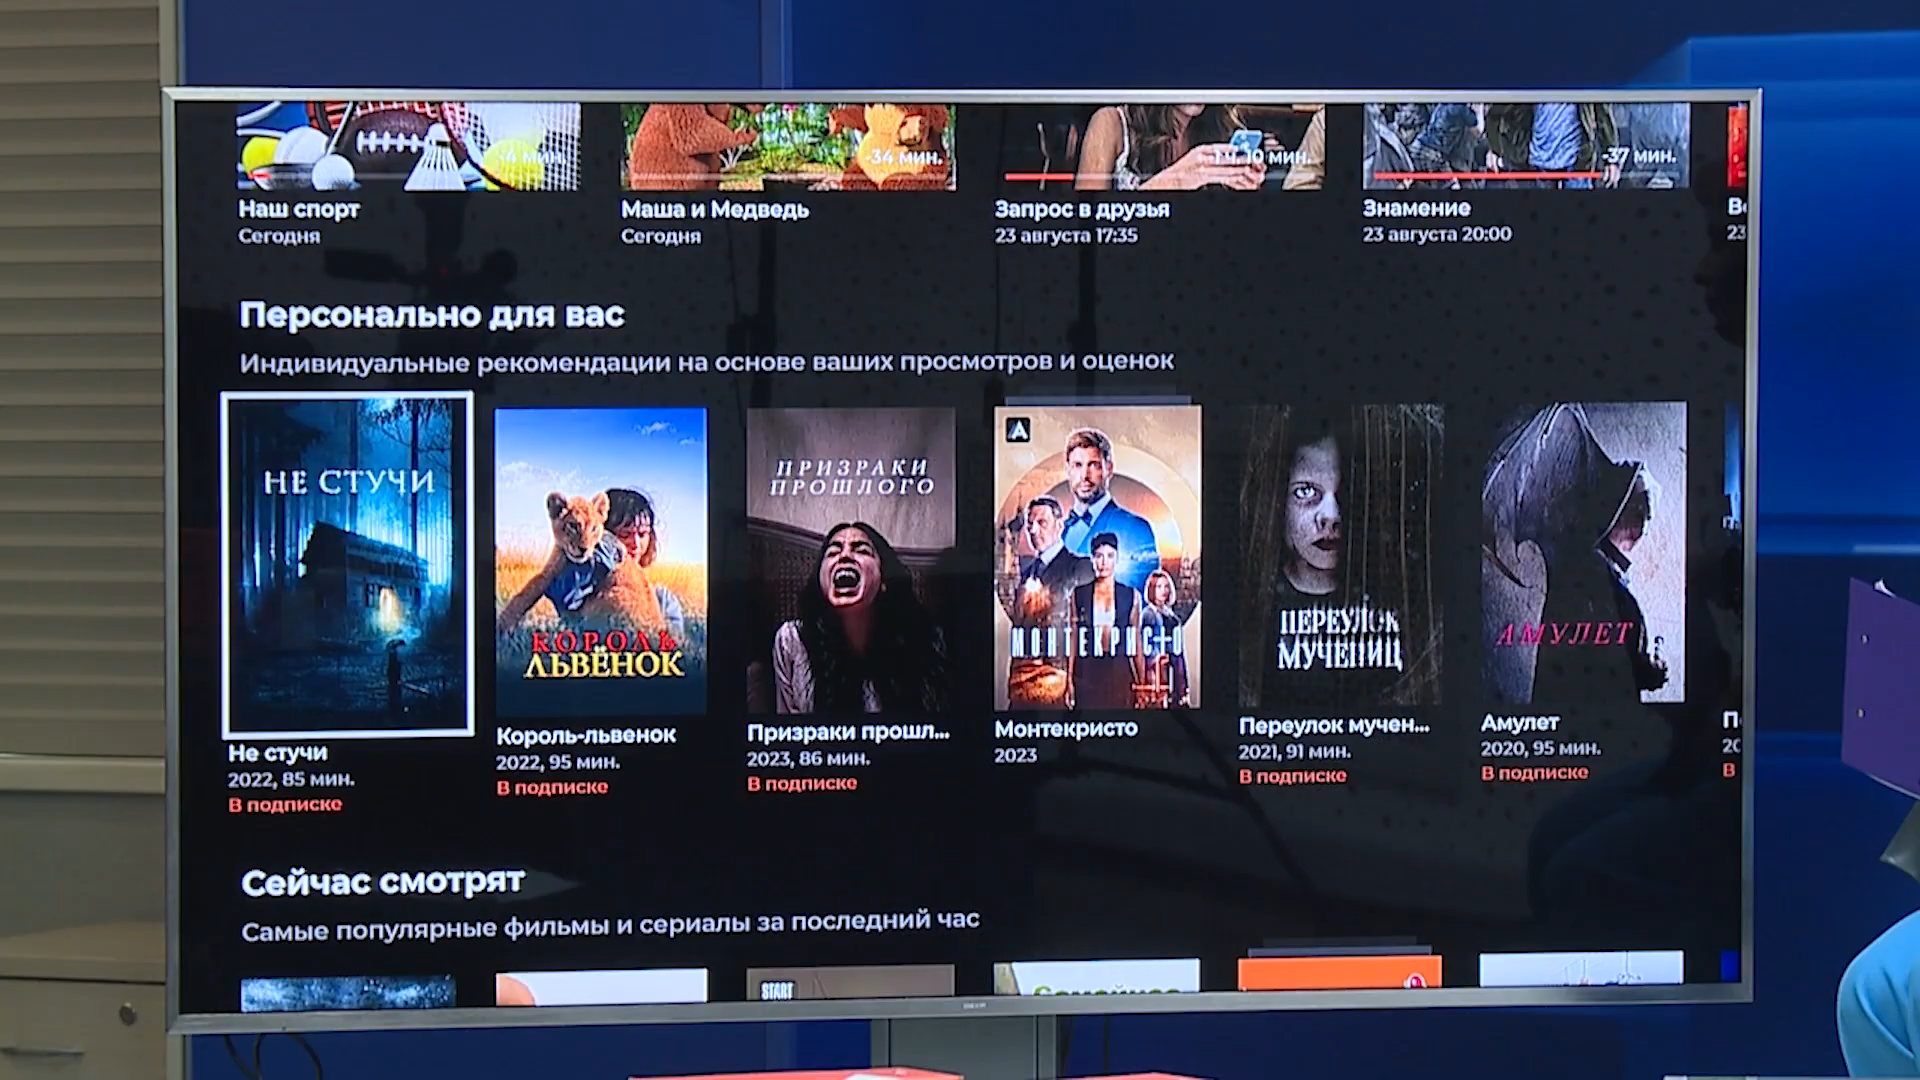 -4 мин.
-34 мин.
-1 ч. 10 мин.
-37 мин.
Наш спорт
Маша и Медведь
Запрос в друзья
Знамение
Сегодня
Сегодня
23 августа 17:35
23 августа 20:00
23
Персонально для вас
Индивидуальные рекомендации на основе ваших просмотров и оценок
НЕ СТУЧИ
КОРОЛЬ
ЛЬВЁНОК
ПРИЗРАКИ
ПРОШЛОГО
МОНТЕКРИСТО
ПЕРЕУЛОК
МУЧЕНИЦ
АМУЛЕТ
Не стучи
2022, 85 мин.
В подписке
Король-львенок
2022, 95 мин.
В подписке
Призраки прошл...
2023, 86 мин.
В подписке
Монтекристо
2023
Переулок мучен...
2021, 91 мин.
В подписке
Амулет
2020, 95 мин.
В подписке
Сейчас смотрят
Самые популярные фильмы и сериалы за последний час
START